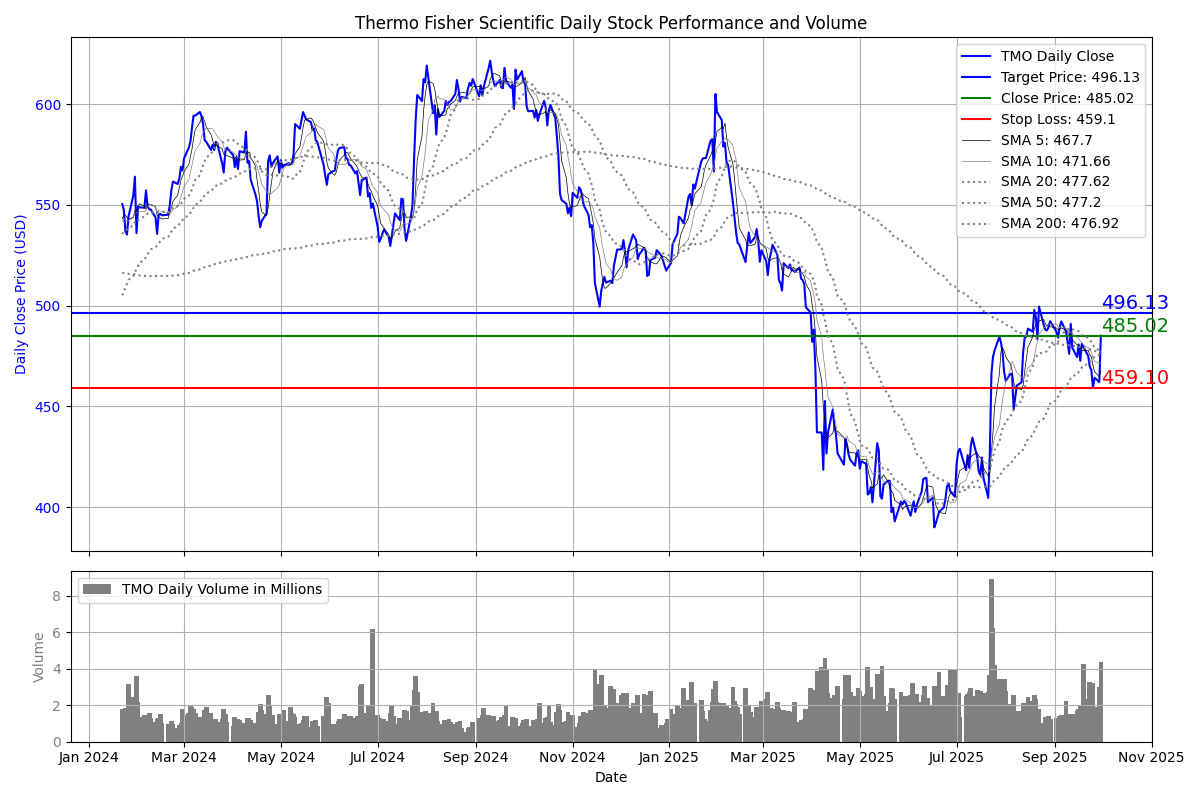 Thermo Fisher Scientific Daily Stock Performance and Volume
TMO Daily Close
Target Price: 496.13
Close Price: 485.02
Stop Loss: 459.1
SMA 5: 467.7
SMA 10: 471.66
SMA 20: 477.62
SMA 50: 477.2
SMA 200: 476.92
Daily Close Price (USD)
600
550
500
450
400
496.13
485.02
459.10
TMO Daily Volume in Millions
Volume
8
6
4
2
0
Jan 2024 Mar 2024 May 2024 Jul 2024 Sep 2024 Nov 2024 Jan 2025 Mar 2025 May 2025 Jul 2025 Sep 2025 Nov 2025
Date